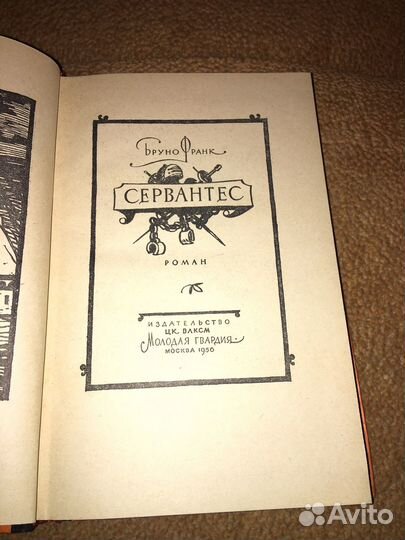 Бруно Франк
СЕРВАНТЕС
РОМАН
ИЗДАТЕЛЬСТВО
ЦК ВЛКСМ
МОЛОДАЯ ГВАРДИЯ
МОСКВА 1956
Avito